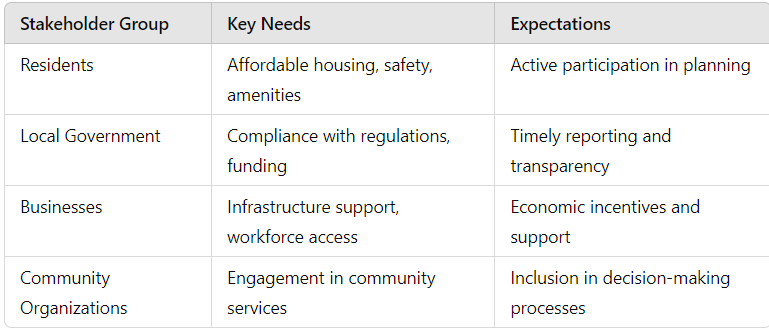 Stakeholder Group Key Needs Expectations
Residents Affordable housing, safety, Active participation in planning
amenities
Local Government Compliance with regulations, Timely reporting and
funding transparency
Businesses Infrastructure support, Economic incentives and
workforce access support
Community Engagement in community Inclusion in decision-making
Organizations services processes